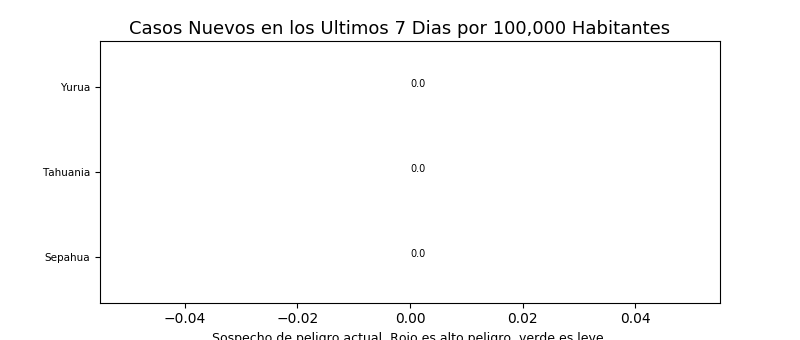 Casos Nuevos en los Ultimos 7 Dias por 100,000 Habitantes
Yurua
0.0
Tahuania
0.0
Sepahua
0.0
−0.04 −0.02 0.00 0.02 0.04
Sospecho de peligro actual. Rojo es alto peligro, verde es leve